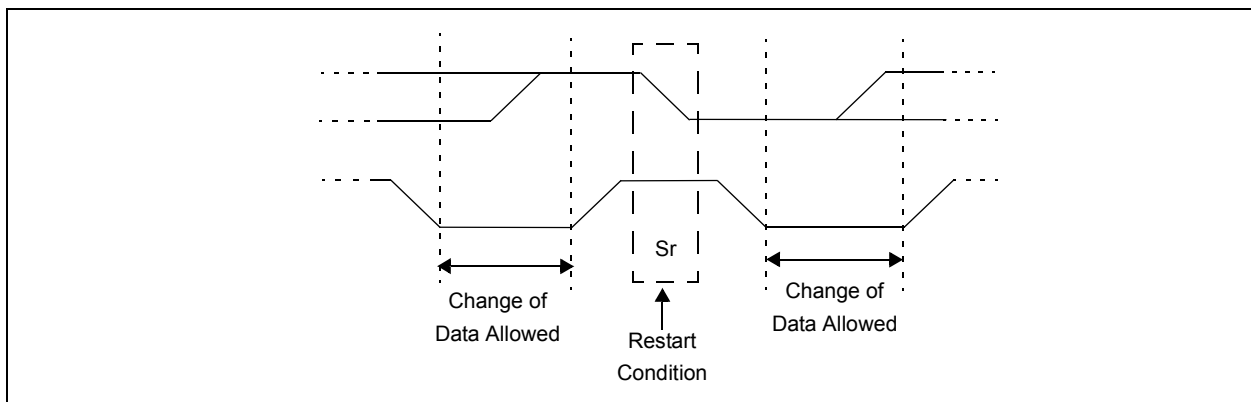 Sr
Change of
Data Allowed
Restart
Condition
Change of
Data Allowed